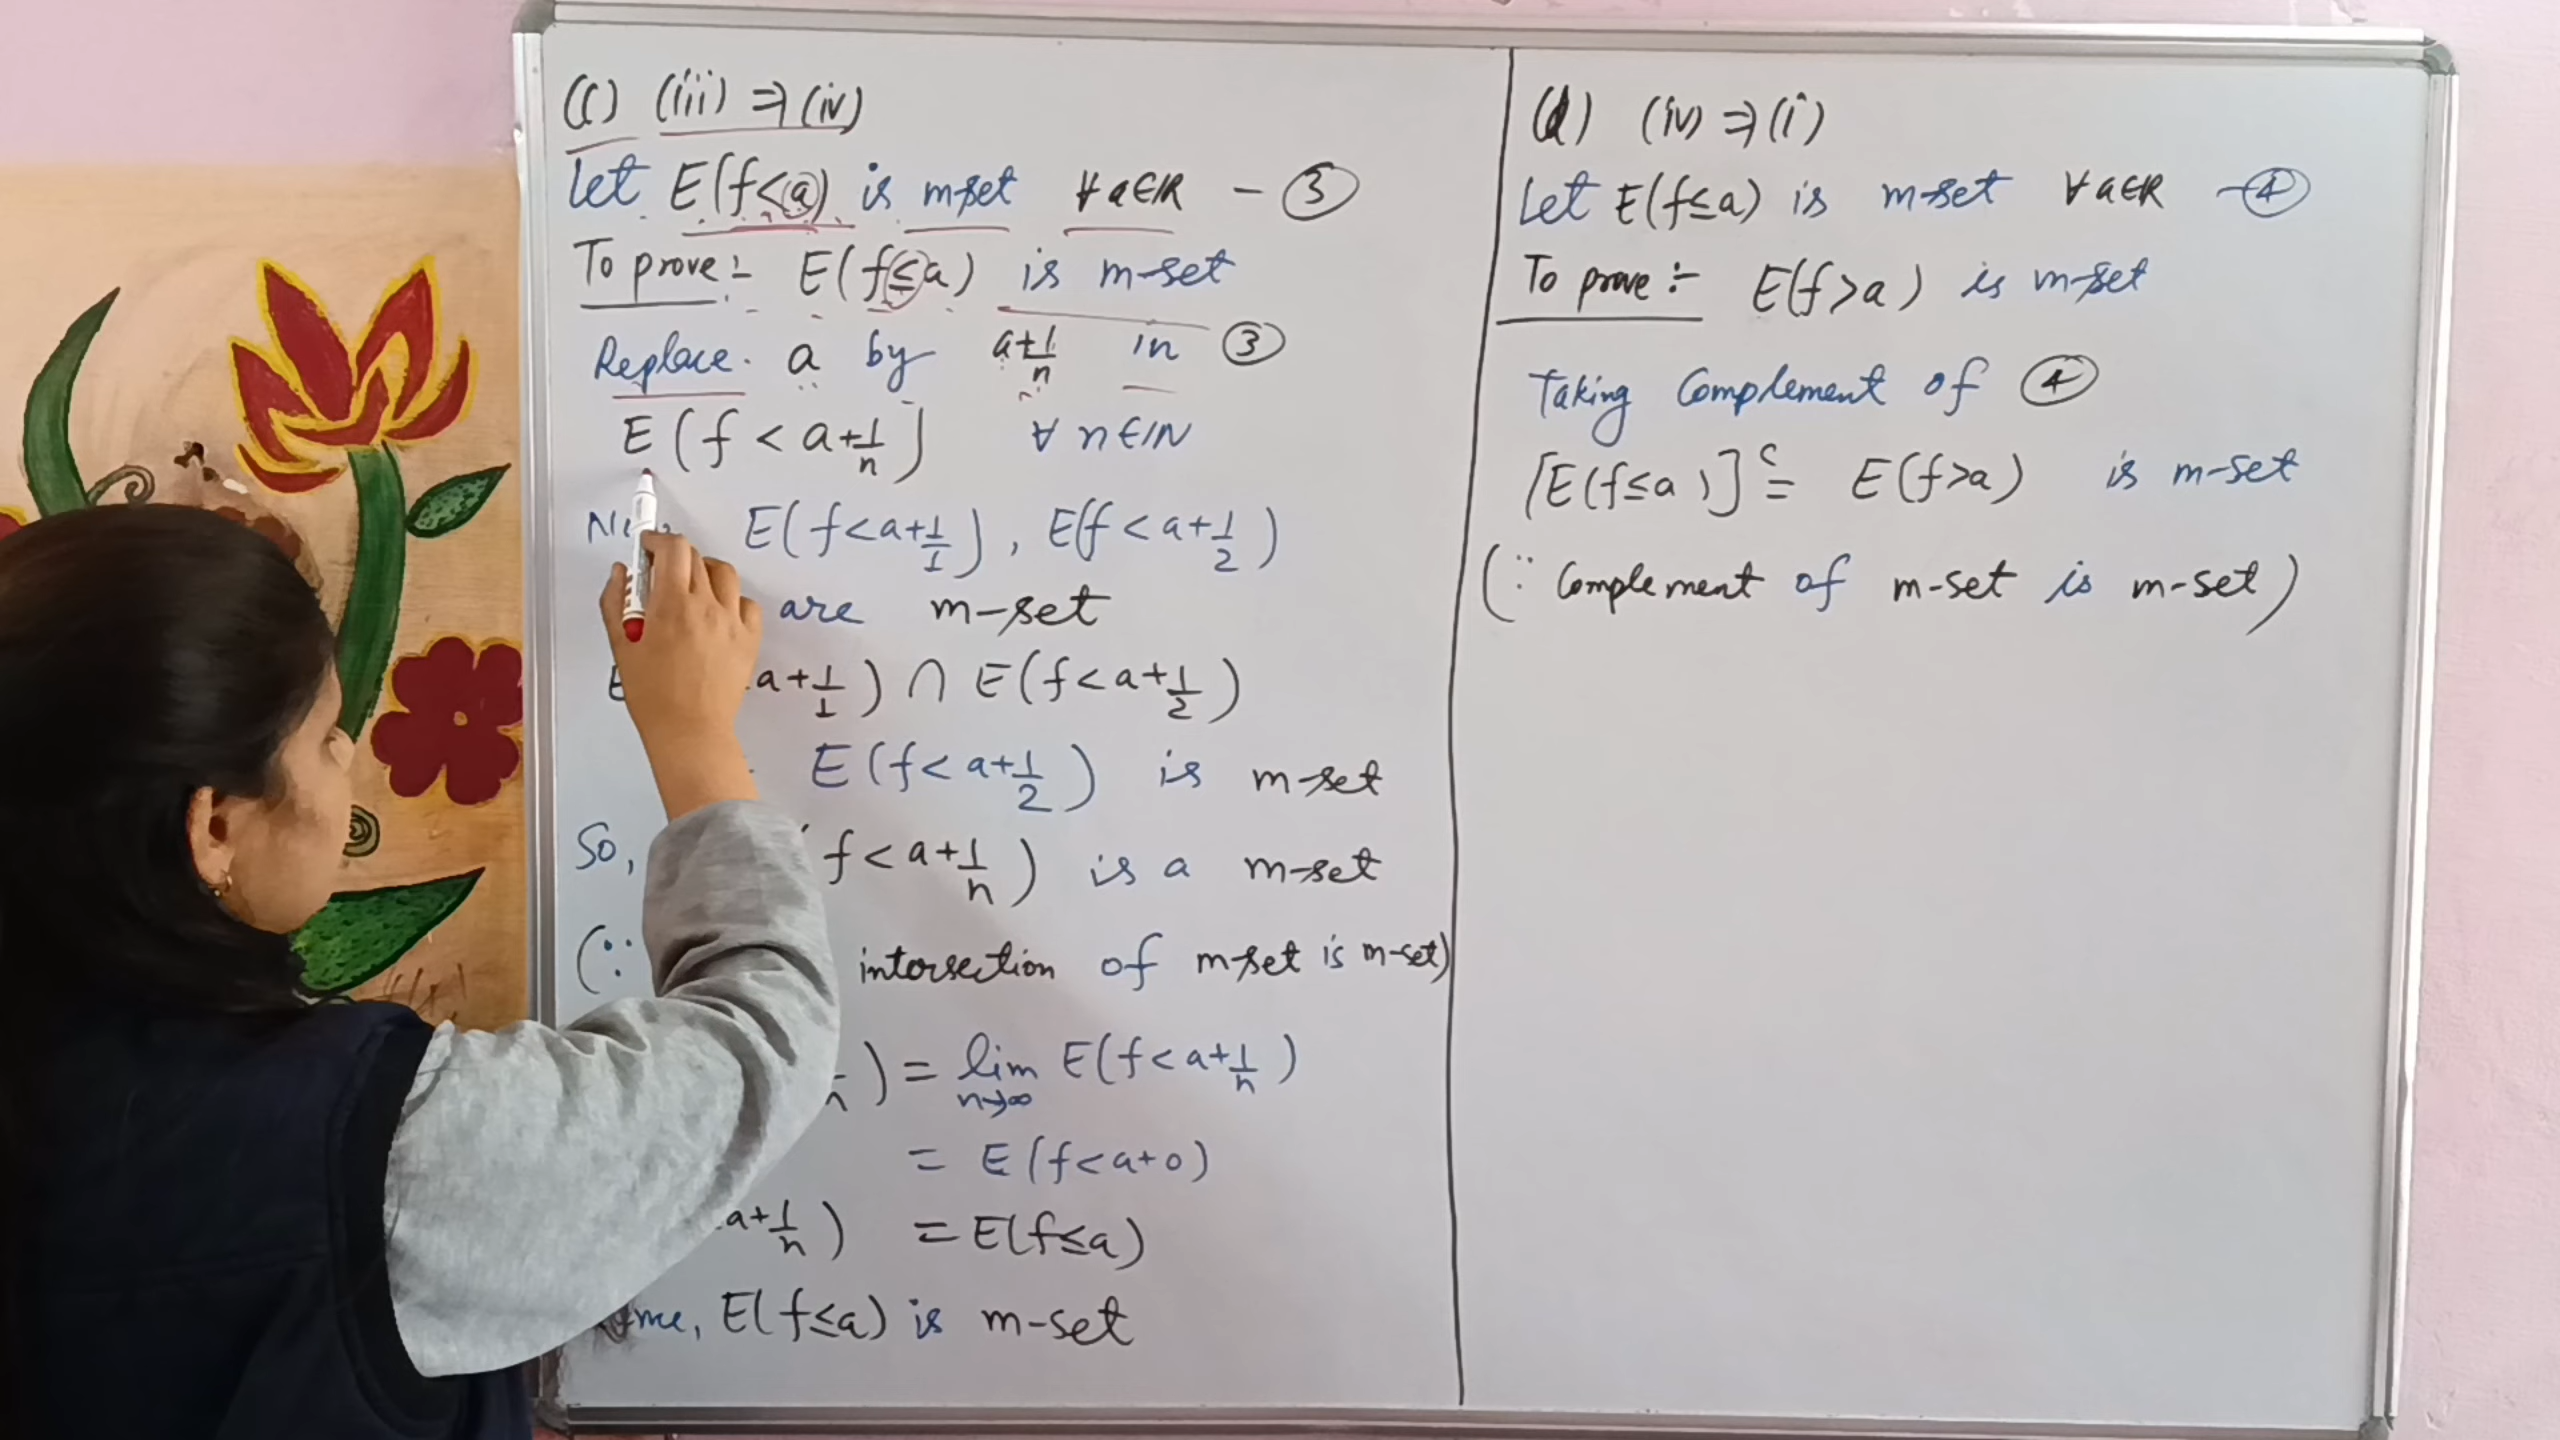 (c) (iii) ⇒ (iv)
Let E(f<a) is m-set ∀ a∈R - ③
To prove :- E(f≤a) is m-set
Replace a by a+1/n in ③
E(f < a+1/n) ∀ n∈N
E(f<a+1/1), E(f<a+1/2)
are m-set
a+1/1) ∩ E(f<a+1/2)
E(f<a+1/2) is m-set
So, f<a+1/n) is a m-set
(∵ intersection of m-set is m-set)
) = lim n→∞ E(f<a+1/n)
= E(f<a+0)
a+1/n) = E(f≤a)
E(f≤a) is m-set
(d) (iv) ⇒ (i)
Let E(f≤a) is m-set ∀ a∈R - ④
To prove :- E(f>a) is m-set
Taking Complement of ④
[E(f≤a)]ᶜ = E(f>a) is m-set
(∵ Complement of m-set is m-set)